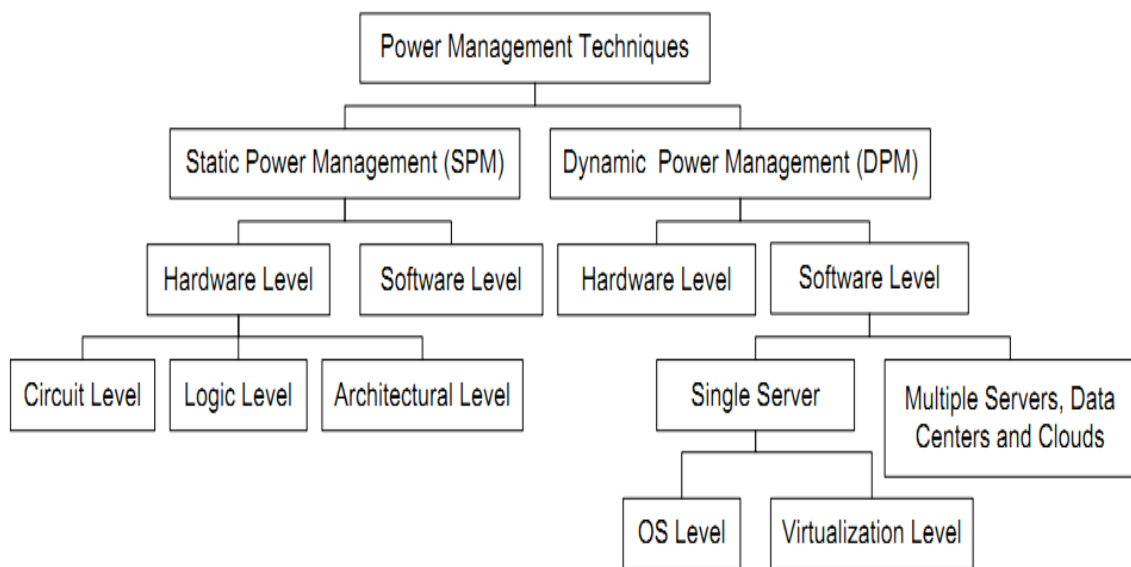 Power Management Techniques
Static Power Management (SPM)
Dynamic Power Management (DPM)
Hardware Level
Software Level
Hardware Level
Software Level
Circuit Level
Logic Level
Architectural Level
Single Server
Multiple Servers, Data
Centers and Clouds
OS Level
Virtualization Level